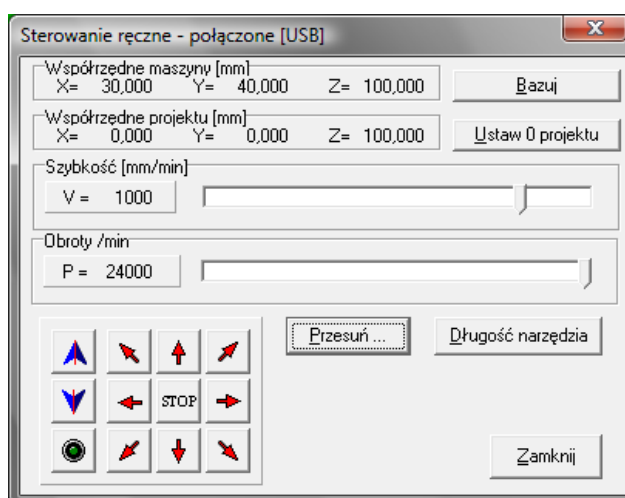 Sterowanie ręczne - połączone [USB]
Współrzędne maszyny [mm]
X= 30,000 Y= 40,000 Z= 100,000
Bazuj
Współrzędne projektu [mm]
X= 0,000 Y= 0,000 Z= 100,000
Ustaw 0 projektu
Szybkość [mm/min]
V = 1000
Obroty /min
P = 24000
Przesuń ...
Długość narzędzia
STOP
Zamknij